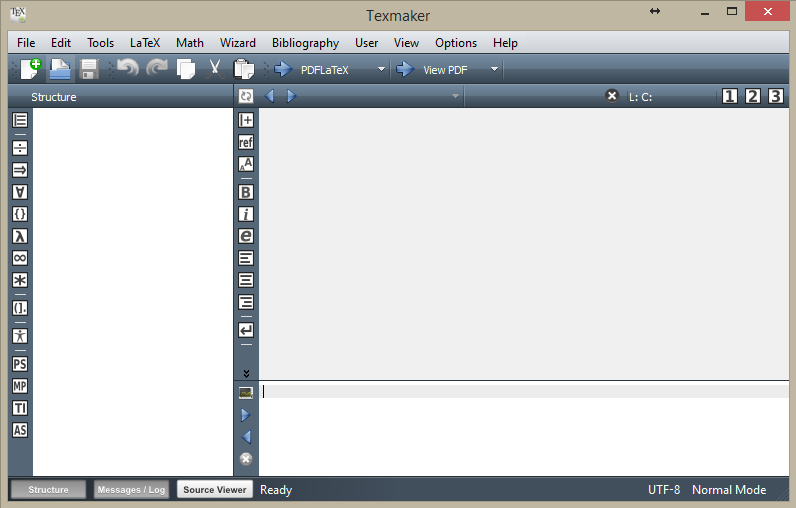 TEX
Texmaker
File Edit Tools LaTeX Math Wizard Bibliography User View Options Help
PDFLaTeX View PDF
Structure L: C: 1 2 3
ref
AA
B
i
e
PS
MP
TI
AS
Structure Messages / Log Source Viewer Ready UTF-8 Normal Mode